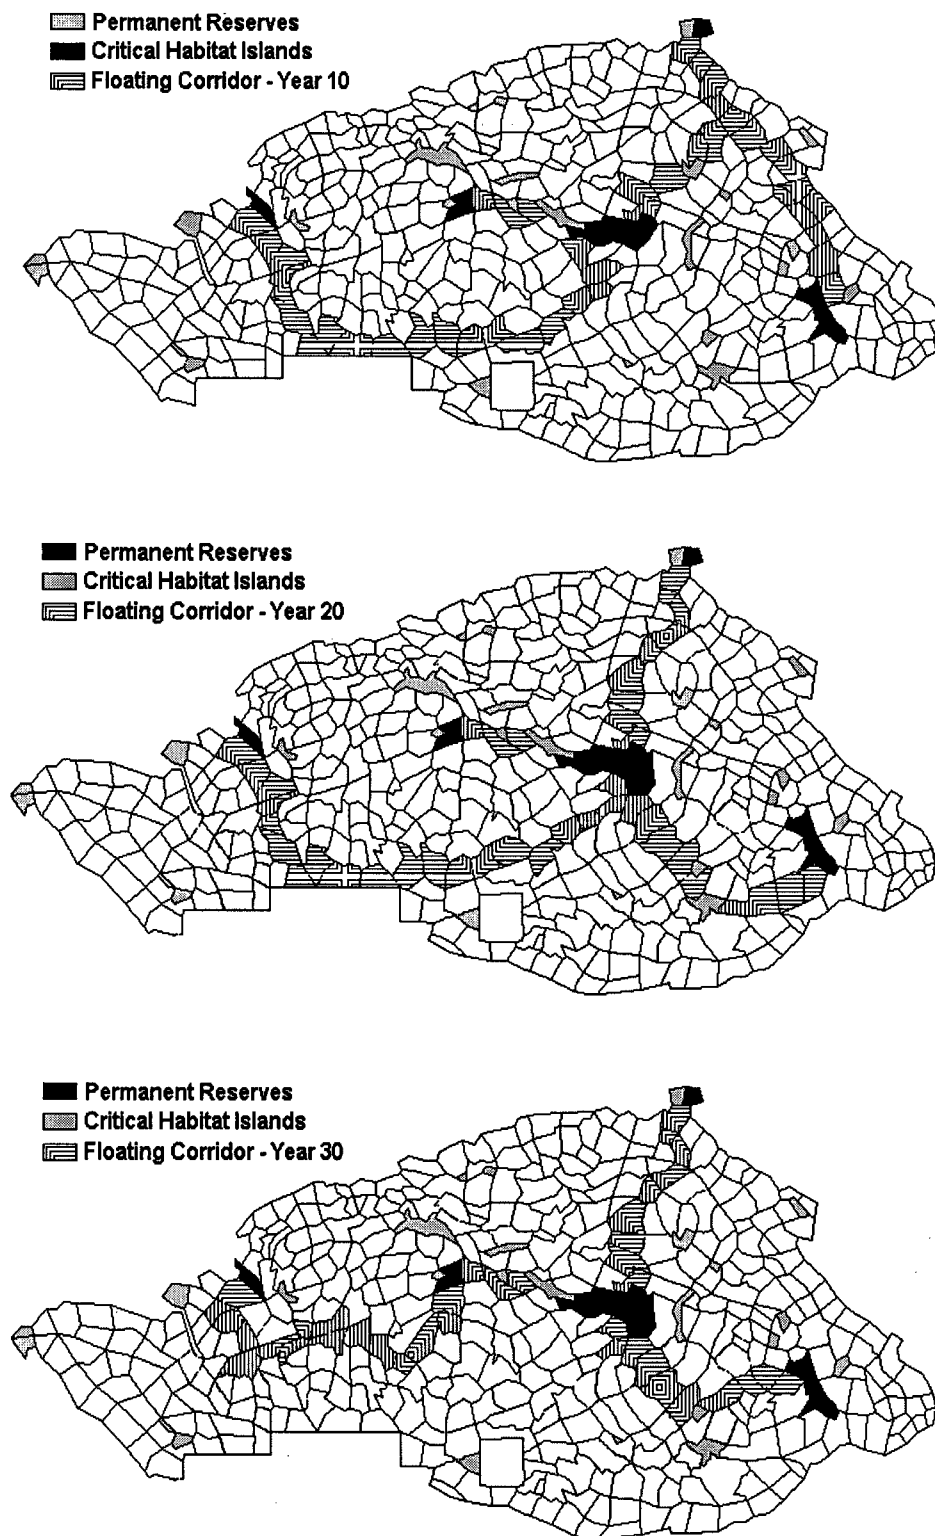 Permanent Reserves
Critical Habitat Islands
Floating Corridor - Year 10
Permanent Reserves
Critical Habitat Islands
Floating Corridor - Year 20
Permanent Reserves
Critical Habitat Islands
Floating Corridor - Year 30